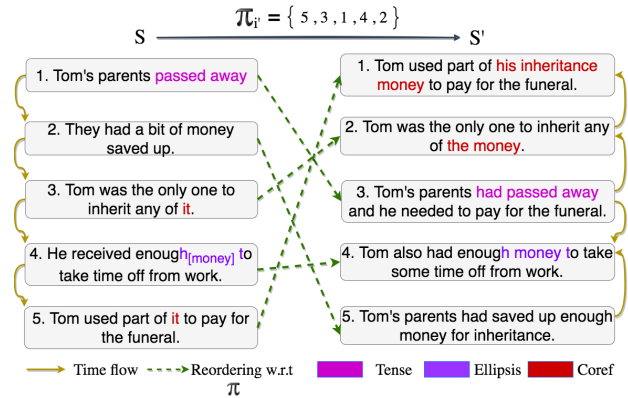 πi' = { 5 , 3 , 1 , 4 , 2 }
S S'
1. Tom's parents passed away
2. They had a bit of money
saved up.
3. Tom was the only one to
inherit any of it.
4. He received enough[money] to
take time off from work.
5. Tom used part of it to pay for
the funeral.
1. Tom used part of his inheritance
money to pay for the funeral.
2. Tom was the only one to inherit any
of the money.
3. Tom's parents had passed away
and he needed to pay for the funeral.
4. Tom also had enough money to take
some time off from work.
5. Tom's parents had saved up enough
money for inheritance.
Time flow Reordering w.r.t Tense Ellipsis Coref
π